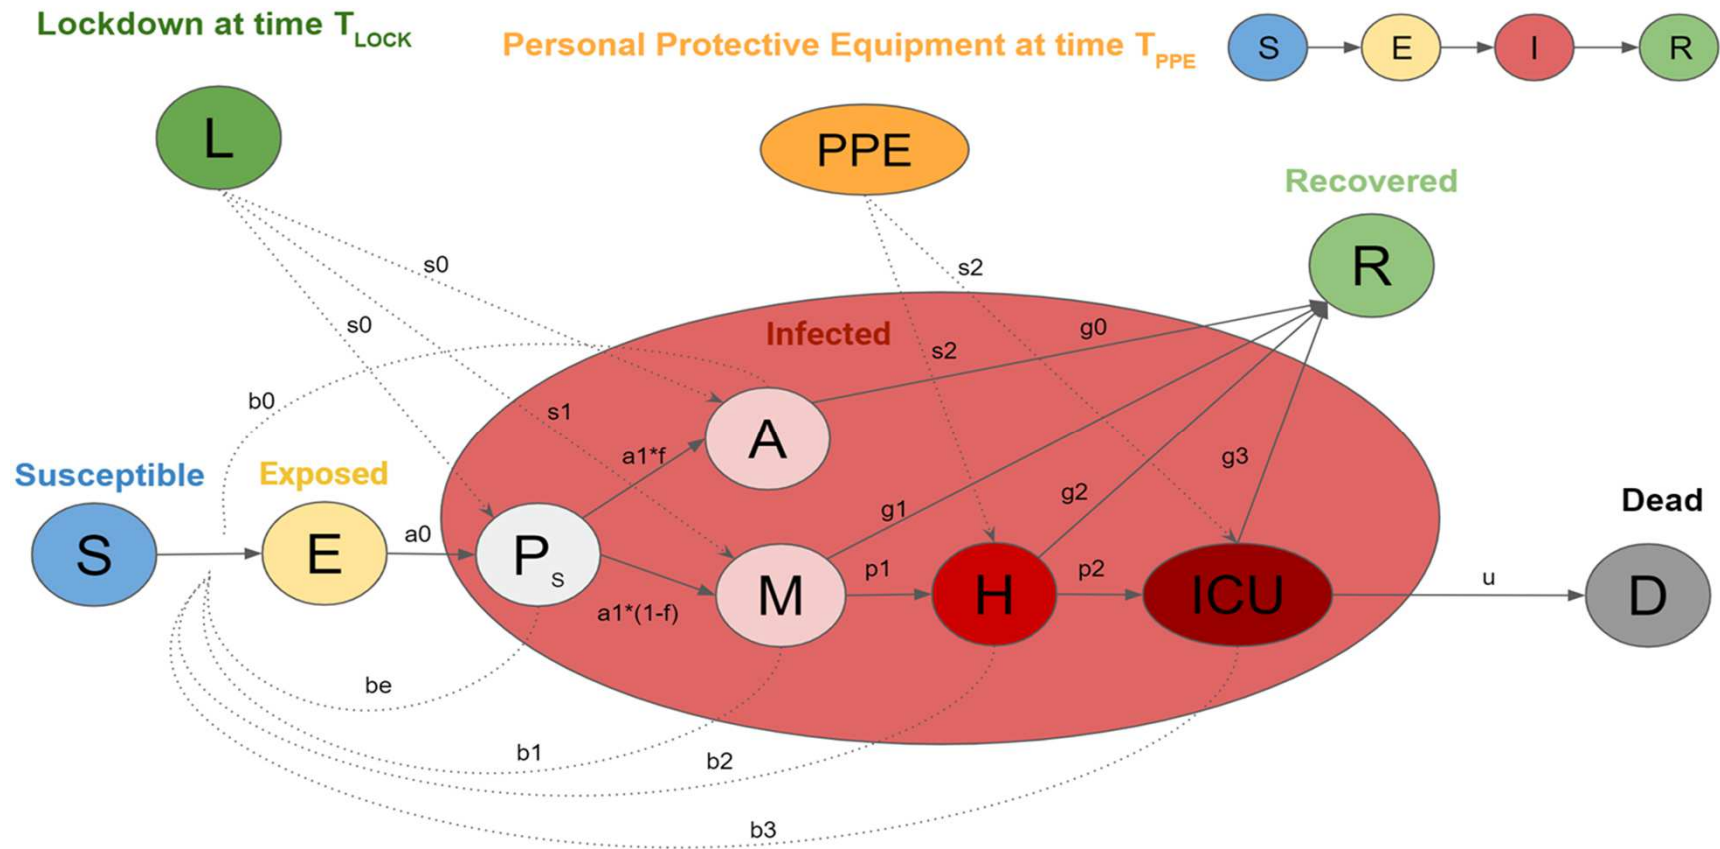 Lockdown at time TLOCK
Personal Protective Equipment at time TPPE
S
E
I
R
L
PPE
Recovered
R
s0
s2
s0
Infected
g0
s2
b0
s1
A
a1*f
g3
Susceptible
Exposed
g2
g1
Dead
S
E
a0
PS
M
p1
H
p2
ICU
u
D
a1*(1-f)
be
b1
b2
b3